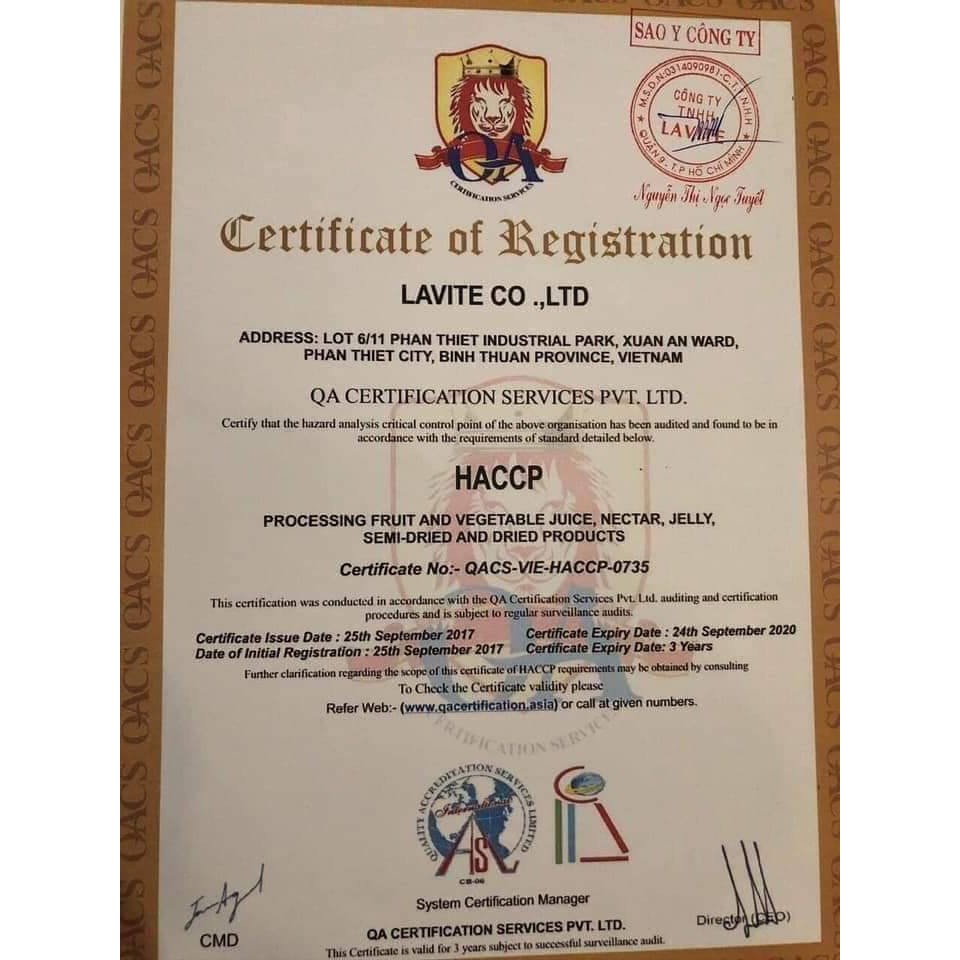 SAO Y CÔNG TY
M.S.D.N:0314090981-C.T.T.N.H.H
CÔNG TY
TNHH
LAVITE
QUẬN 9 - T.P HỒ CHÍ MINH
Nguyễn Thị Ngọc Tuyết
QA
CERTIFICATION SERVICES
Certificate of Registration
LAVITE CO .,LTD
ADDRESS: LOT 6/11 PHAN THIET INDUSTRIAL PARK, XUAN AN WARD,
PHAN THIET CITY, BINH THUAN PROVINCE, VIETNAM
QA CERTIFICATION SERVICES PVT. LTD.
Certify that the hazard analysis critical control point of the above organisation has been audited and found to be in
accordance with the requirements of standard detailed below.
HACCP
PROCESSING FRUIT AND VEGETABLE JUICE, NECTAR, JELLY,
SEMI-DRIED AND DRIED PRODUCTS
Certificate No:- QACS-VIE-HACCP-0735
This certification was conducted in accordance with the QA Certification Services Pvt. Ltd. auditing and certification
procedures and is subject to regular surveillance audits.
Certificate Issue Date : 25th September 2017 Certificate Expiry Date : 24th September 2020
Date of Initial Registration : 25th September 2017 Certificate Expiry Date: 3 Years
Further clarification regarding the scope of this certificate of HACCP requirements may be obtained by consulting
To Check the Certificate validity please
Refer Web:- (www.qacertification.asia) or call at given numbers.
QUALITY ACCREDITATION SERVICES LIMITED
International
CB-06
System Certification Manager
CMD
Director (CEO)
QA CERTIFICATION SERVICES PVT. LTD.
This Certificate is valid for 3 years subject to successful surveillance audit.